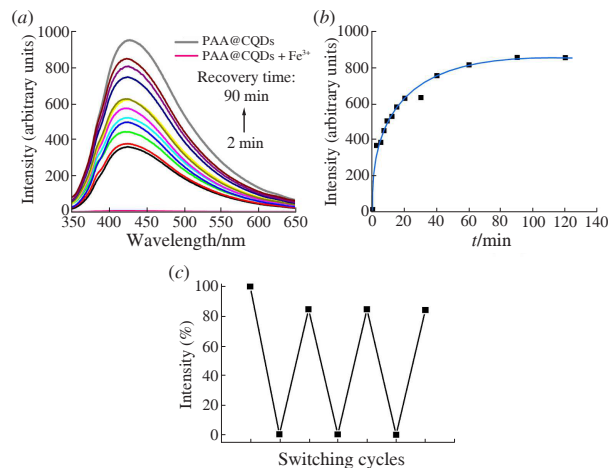 (a)
PAA@CQDs
PAA@CQDs + Fe³⁺
Recovery time:
90 min
2 min
Intensity (arbitrary units)
1000
800
600
400
200
0
350 400 450 500 550 600 650
Wavelength/nm
(b)
Intensity (arbitrary units)
1000
800
600
400
200
0
0 20 40 60 80 100 120 140
t/min
(c)
Intensity (%)
100
80
60
40
20
0
Switching cycles